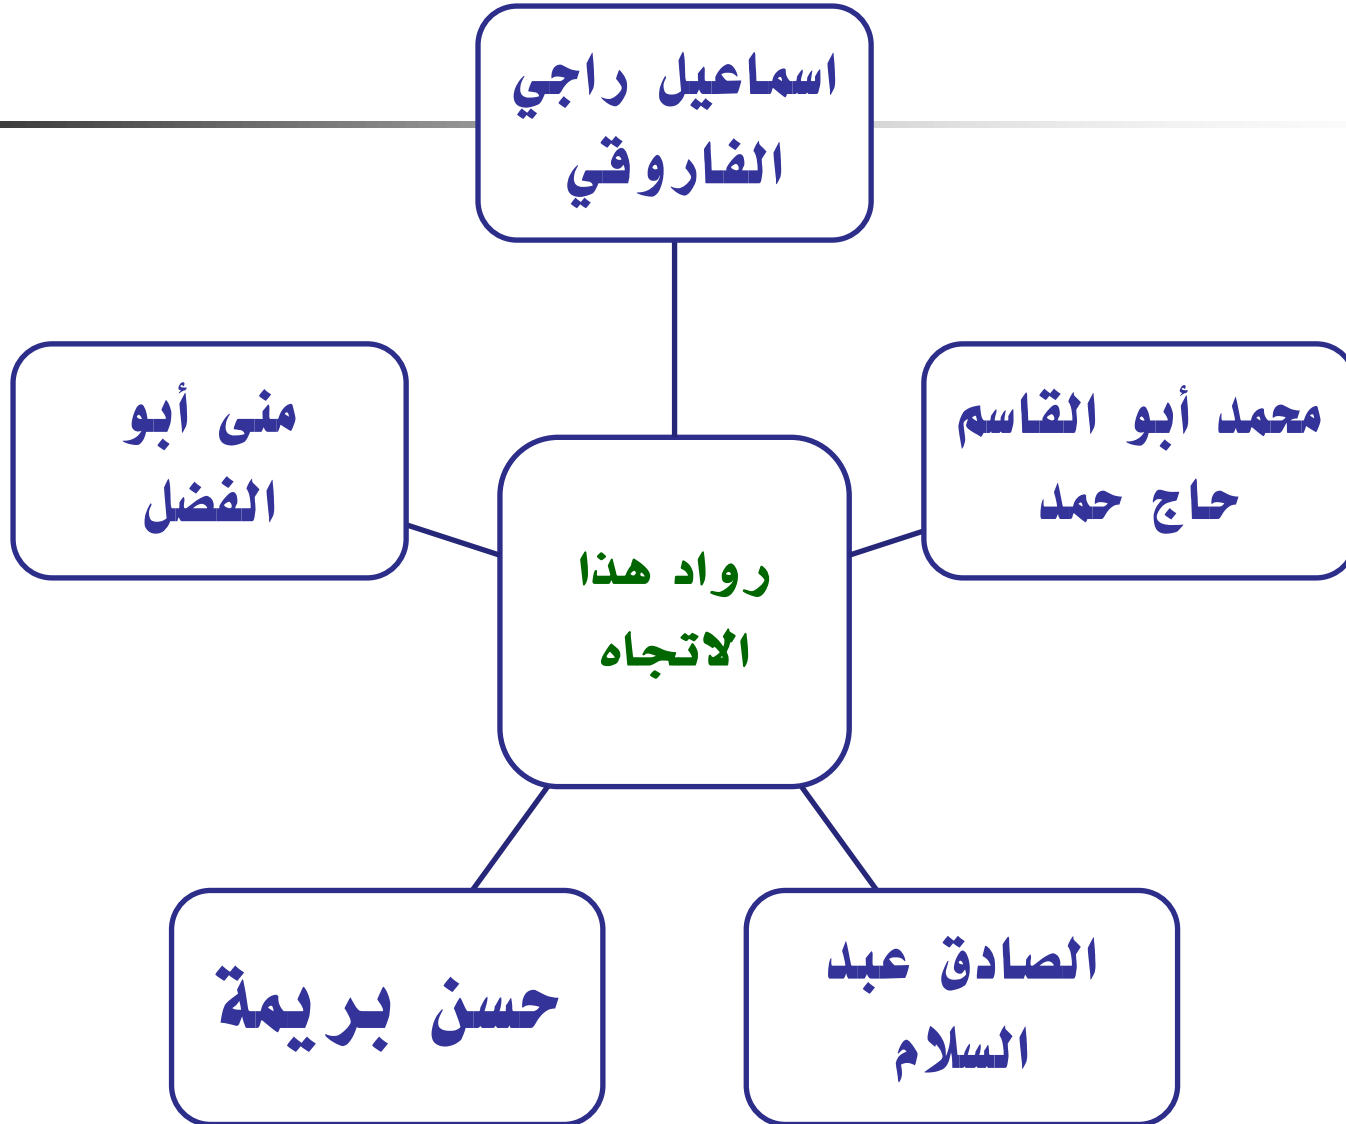 اسماعيل راجي
الفاروقي
محمد أبو القاسم
حاج حمد
منى أبو
الفضل
رواد هذا
الاتجاه
الصادق عبد
السلام
حسن بريمة